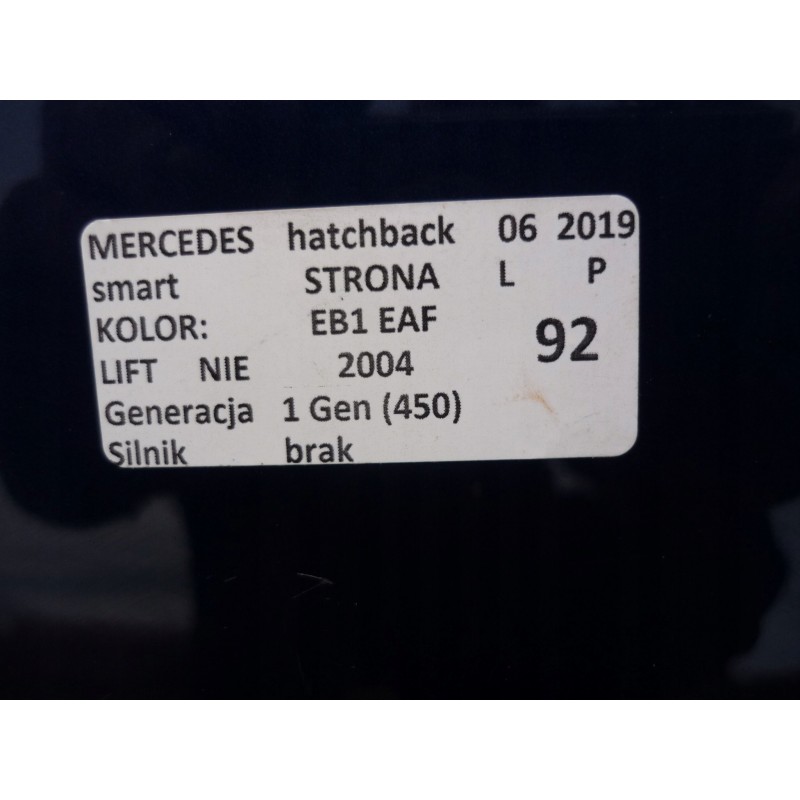 MERCEDES hatchback 06 2019
smart STRONA L P
KOLOR: EB1 EAF 92
LIFT NIE 2004
Generacja 1 Gen (450)
Silnik brak